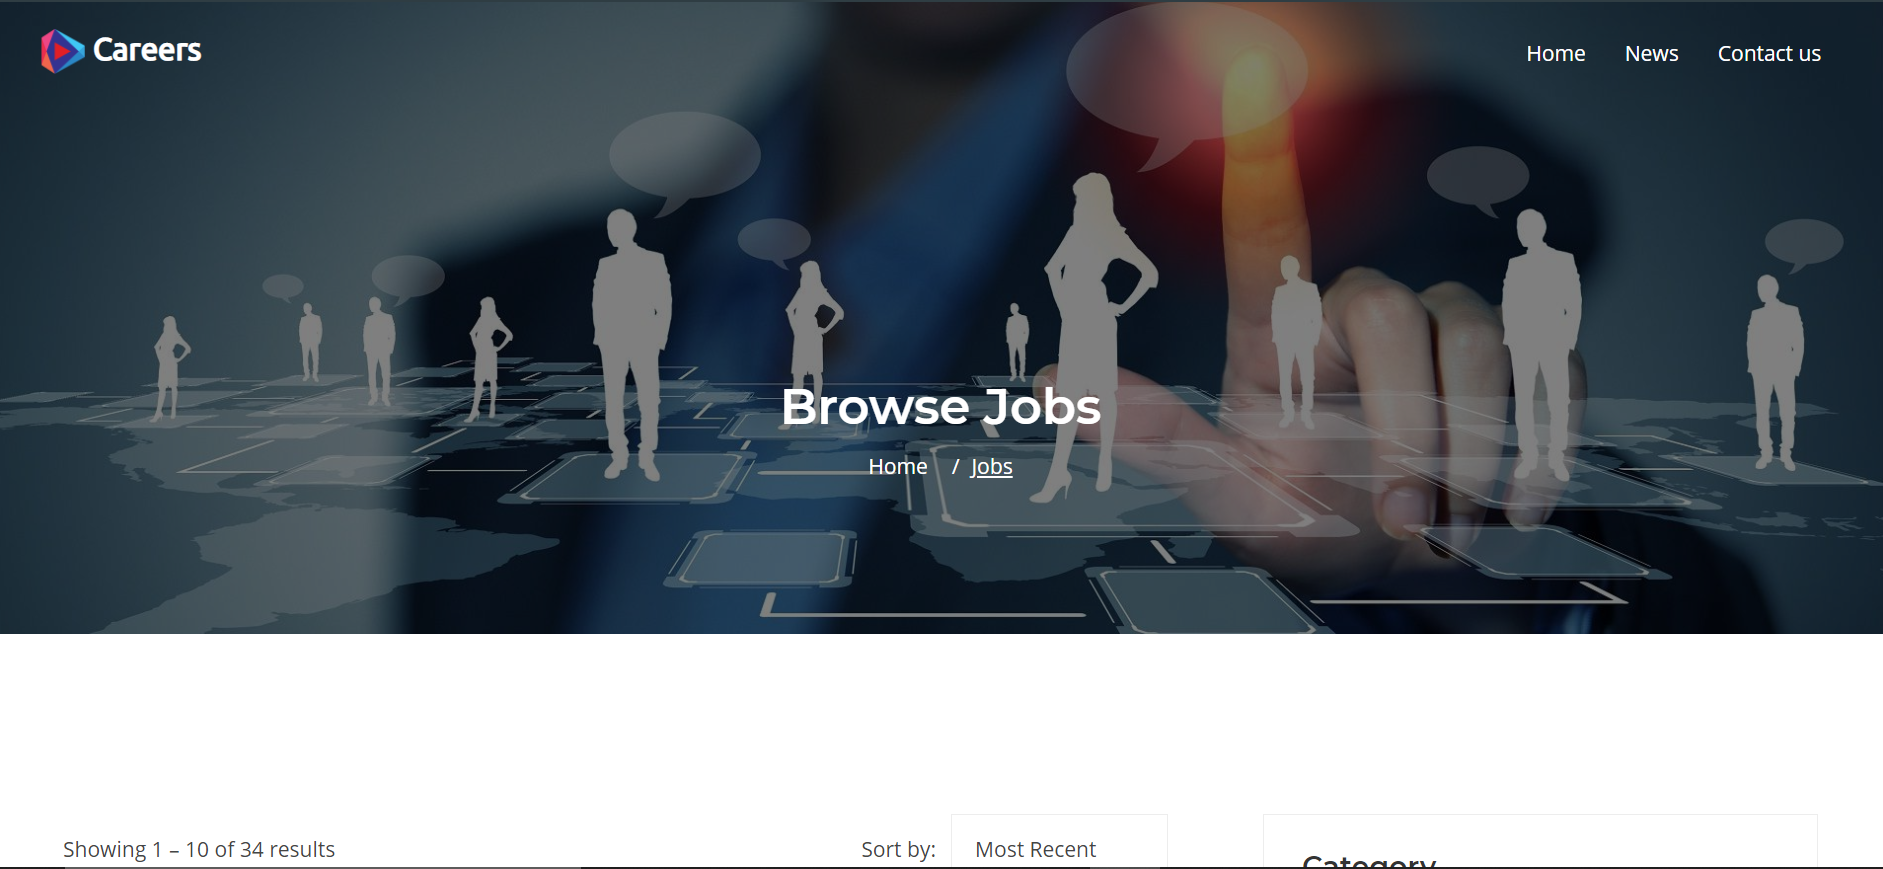 Careers
Home News Contact us
Browse Jobs
Home / Jobs
Showing 1 – 10 of 34 results
Sort by: Most Recent
Category